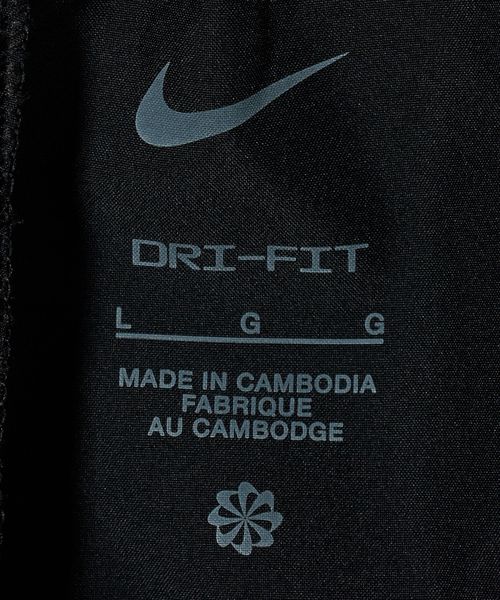 DRI-FIT
L G G
MADE IN CAMBODIA
FABRIQUE
AU CAMBODGE